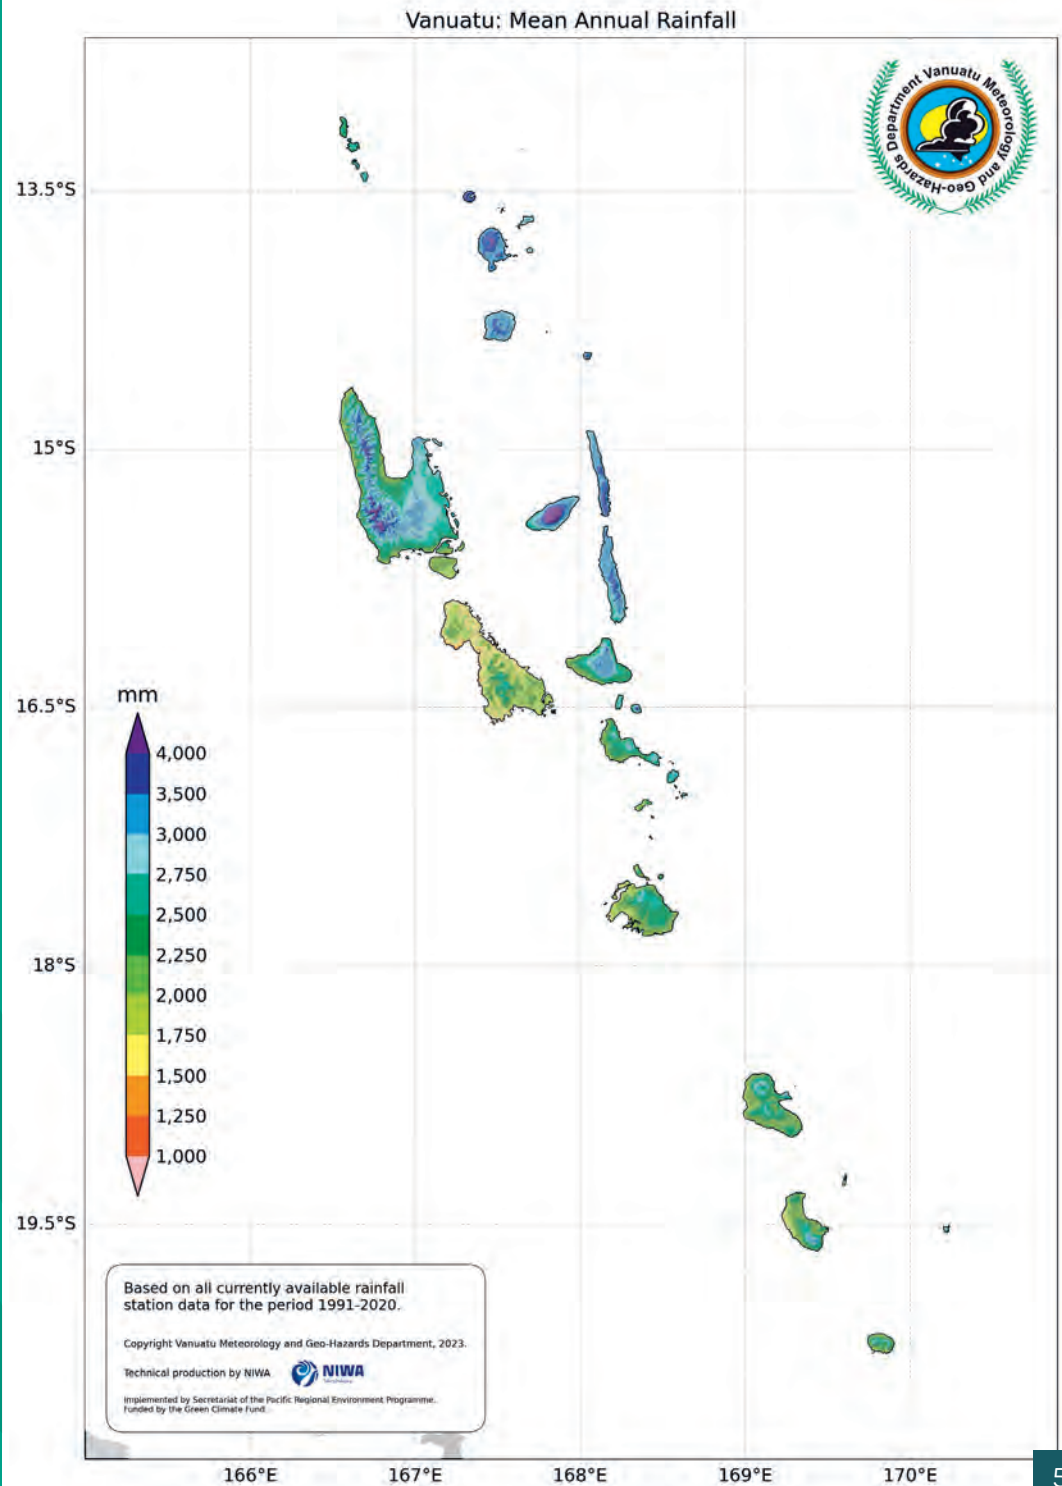 Vanuatu: Mean Annual Rainfall
Vanuatu Meteorology and Geo-Hazards Department
13.5°S
15°S
16.5°S
18°S
19.5°S
mm
4,000
3,500
3,000
2,750
2,500
2,250
2,000
1,750
1,500
1,250
1,000
Based on all currently available rainfall
station data for the period 1991-2020.
Copyright Vanuatu Meteorology and Geo-Hazards Department, 2023.
Technical production by NIWA
NIWA
Implemented by Secretariat of the Pacific Regional Environment Programme.
Funded by the Green Climate Fund
166°E
167°E
168°E
169°E
170°E
5